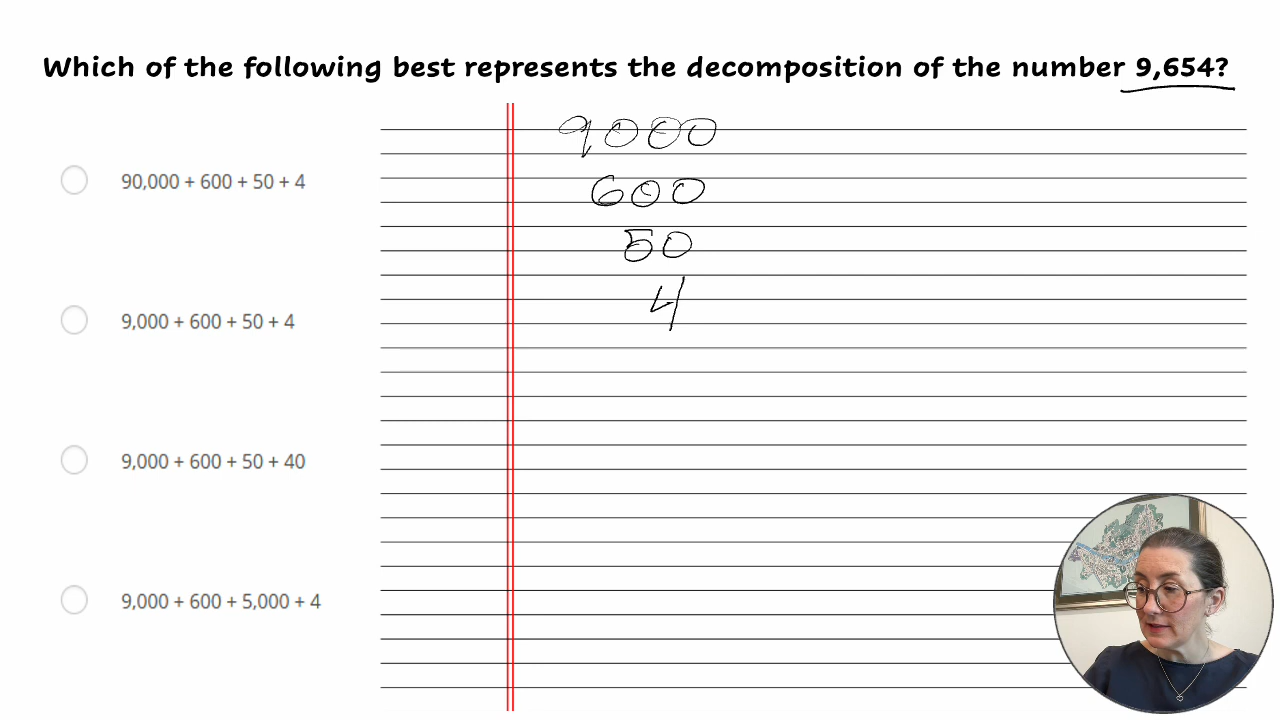 Which of the following best represents the decomposition of the number 9,654?
90,000 + 600 + 50 + 4
9,000 + 600 + 50 + 4
9,000 + 600 + 50 + 40
9,000 + 600 + 5,000 + 4
9000
600
50
4